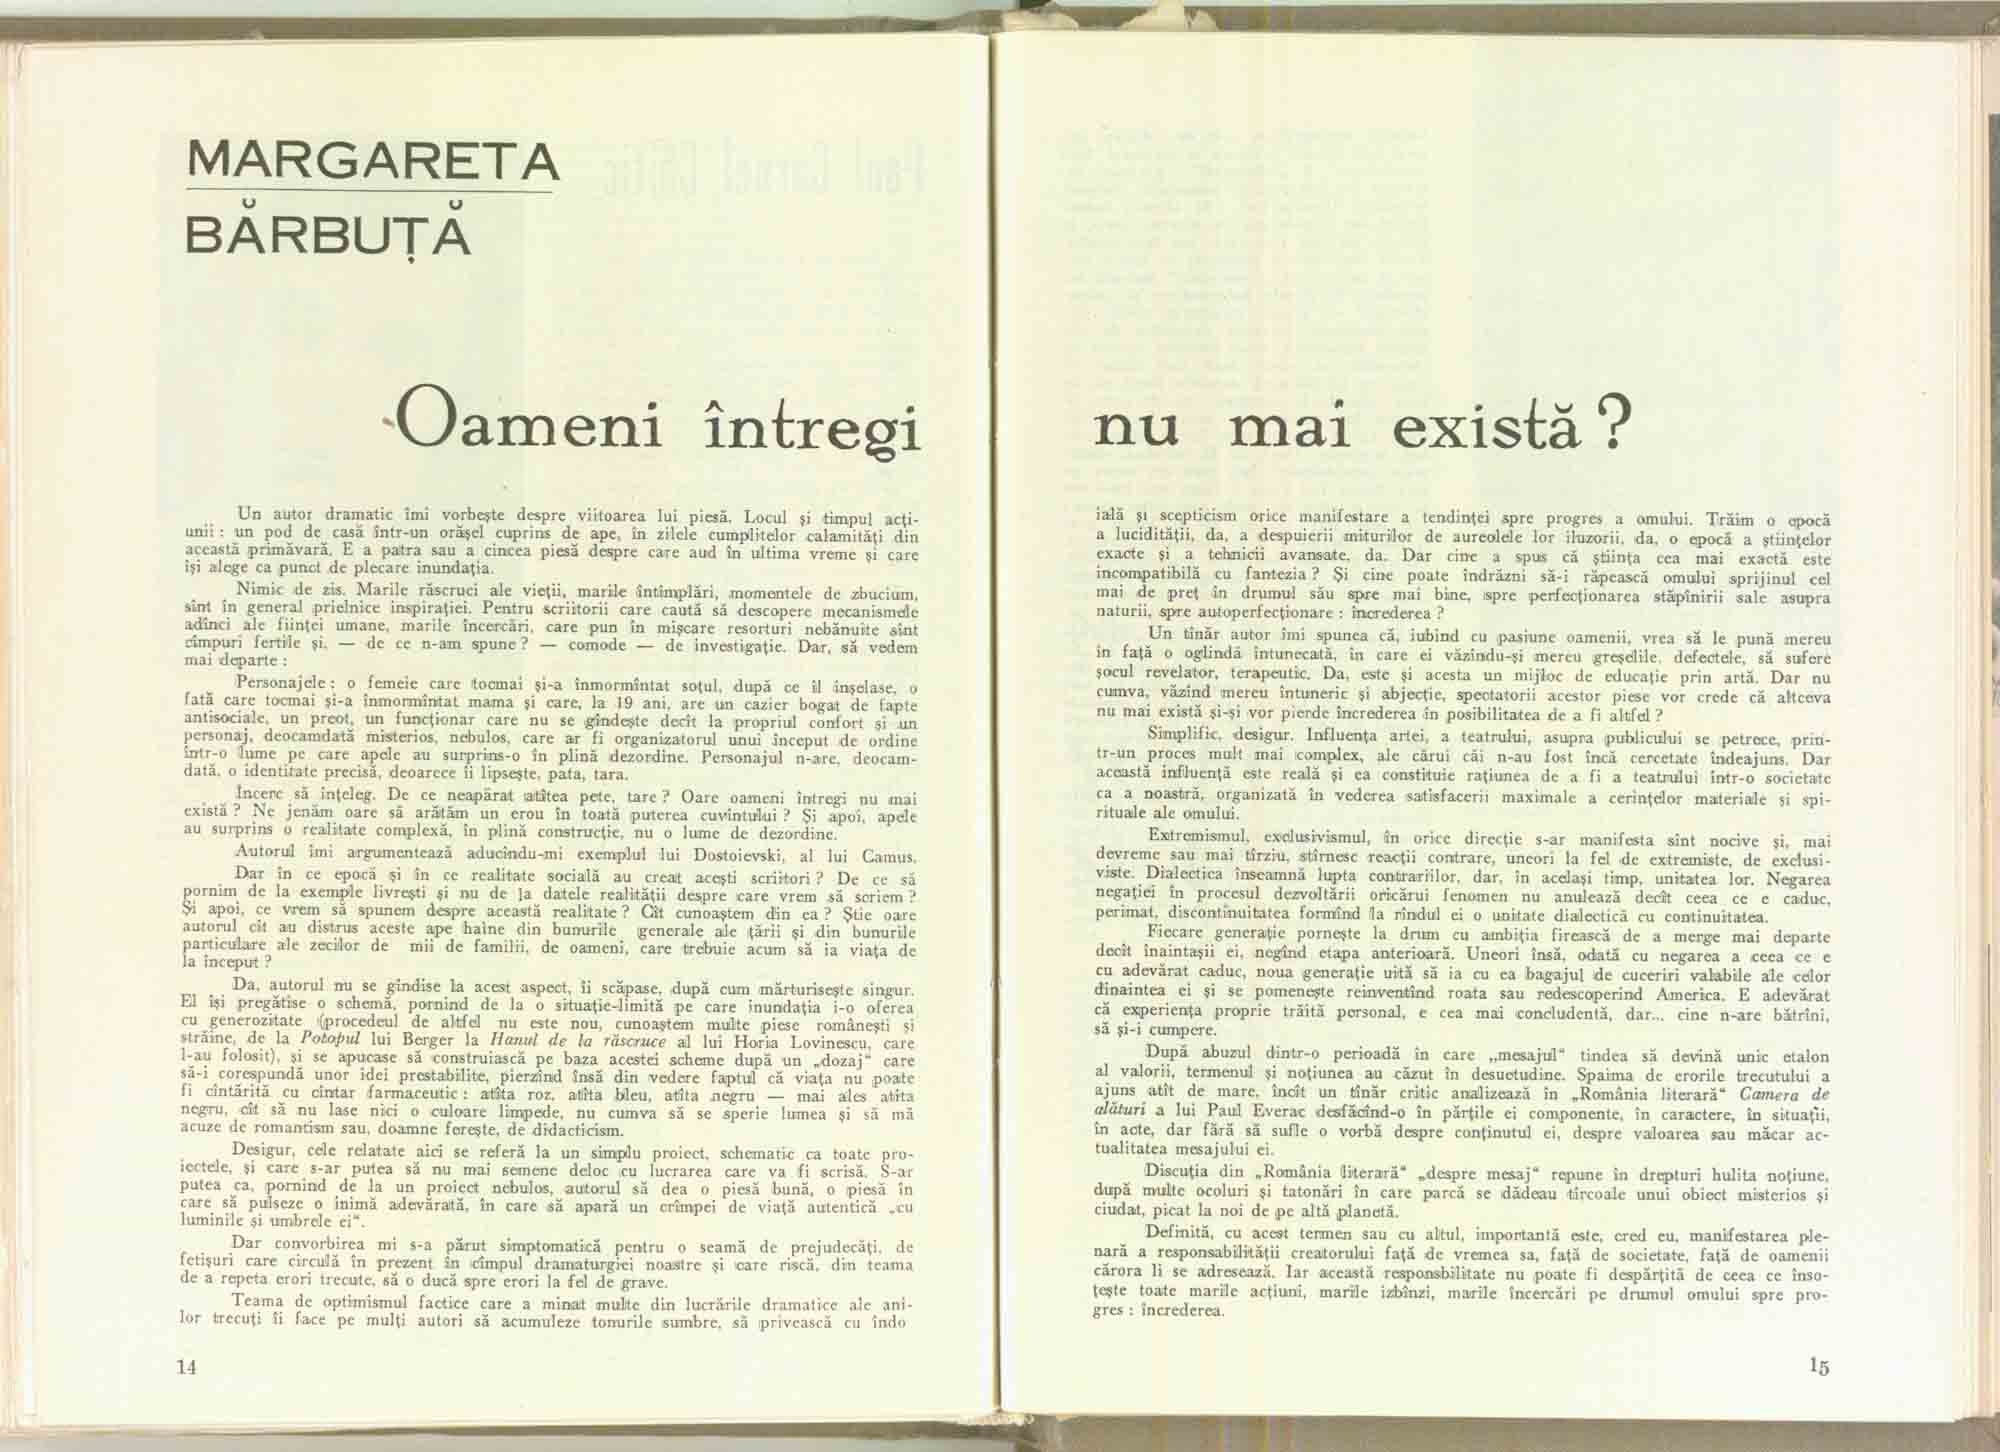 MARGARETA
BĂRBUȚĂ
Oameni întregi nu mai există ?
Un autor dramatic îmi vorbește despre viitoarea lui piesă. Locul și timpul acți-
unii : un pod de casă într-un orășel cuprins de ape, în zilele cumplitelor calamități din
această primăvară. E a patra sau a cincea piesă despre care aud în ultima vreme și care
își alege ca punct de plecare inundația.
Nimic de zis. Marile răscruci ale vieții, marile întîmplări, momentele de zbucium,
sînt în general prielnice inspirației. Pentru scriitorii care caută să descopere mecanismele
adînci ale ființei umane, marile încercări, care pun în mișcare resorturi nebănuite sînt
cîmpuri fertile și, — de ce n-am spune ? — comode — de investigație. Dar, să vedem
mai departe :
Personajele : o femeie care tocmai și-a înmormîntat soțul, după ce îl înșelase, o
fată care tocmai și-a înmormîntat mama și care, la 19 ani, are un cazier bogat de fapte
antisociale, un preot, un funcționar care nu se gîndește decît la propriul confort și un
personaj, deocamdată misterios, nebulos, care ar fi organizatorul unui început de ordine
într-o lume pe care apele au surprins-o în plină dezordine. Personajul n-are, deocam-
dată, o identitate precisă, deoarece îi lipsește, pata, tara.
Încerc să înțeleg. De ce neapărat atîtea pete, tare ? Oare oameni întregi nu mai
există ? Ne jenăm oare să arătăm un erou în toată puterea cuvîntului ? Și apoi, apele
au surprins o realitate complexă, în plină construcție, nu o lume de dezordine.
Autorul îmi argumentează aducîndu-mi exemplul lui Dostoievski, al lui Camus.
Dar în ce epocă și în ce realitate socială au creat acești scriitori ? De ce să
pornim de la exemple livrești și nu de la datele realității despre care vrem să scriem ?
Și apoi, ce vrem să spunem despre această realitate ? Cît cunoaștem din ea ? Știe oare
autorul cît au distrus aceste ape haine din bunurile generale ale țării și din bunurile
particulare ale zecilor de mii de familii, de oameni, care trebuie acum să ia viața de
la început ?
Da, autorul nu se gîndise la acest aspect, îi scăpase, după cum mărturisește singur.
El își pregătise o schemă, pornind de la o situație-limită pe care inundația i-o oferea
cu generozitate (procedeul de altfel nu este nou, cunoaștem multe piese românești și
străine, de la Potopul lui Berger la Hanul de la răscruce al lui Horia Lovinescu, care
l-au folosit), și se apucase să construiască pe baza acestei scheme după un „dozaj“ care
să-i corespundă unor idei prestabilite, pierzînd însă din vedere faptul că viața nu poate
fi cîntărită cu cîntar farmaceutic : atîta roz, atîta bleu, atîta negru — mai ales atîta
negru, cît să nu lase nici o culoare limpede, nu cumva să se sperie lumea și să mă
acuze de romantism sau, doamne ferește, de didacticism.
Desigur, cele relatate aici se referă la un simplu proiect, schematic ca toate pro-
iectele, și care s-ar putea să nu mai semene deloc cu lucrarea care va fi scrisă. S-ar
putea ca, pornind de la un proiect nebulos, autorul să dea o piesă bună, o piesă în
care să pulseze o inimă adevărată, în care să apară un crîmpei de viață autentică „cu
luminile și umbrele ei“.
Dar convorbirea mi s-a părut simptomatică pentru o seamă de prejudecăți, de
fetișuri care circulă în prezent în cîmpul dramaturgiei noastre și care riscă, din teama
de a repeta erori trecute, să o ducă spre erori la fel de grave.
Teama de optimismul factice care a minat multe din lucrările dramatice ale ani-
lor trecuți îi face pe mulți autori să acumuleze tonurile sumbre, să privească cu îndo
14
ială și scepticism orice manifestare a tendinței spre progres a omului. Trăim o epocă
a lucidității, da, a despuierii miturilor de aureolele lor iluzorii, da, o epocă a științelor
exacte și a tehnicii avansate, da. Dar cine a spus că știința cea mai exactă este
incompatibilă cu fantezia ? Și cine poate îndrăzni să-i răpească omului sprijinul cel
mai de preț în drumul său spre mai bine, spre perfecționarea stăpînirii sale asupra
naturii, spre autoperfecționare : încrederea ?
Un tînăr autor îmi spunea că, iubind cu pasiune oamenii, vrea să le pună mereu
în față o oglindă întunecată, în care ei văzîndu-și mereu greșelile, defectele, să sufere
șocul revelator, terapeutic. Da, este și acesta un mijloc de educație prin artă. Dar nu
cumva, văzînd mereu întuneric și abjecție, spectatorii acestor piese vor crede că altceva
nu mai există și-și vor pierde încrederea în posibilitatea de a fi altfel ?
Simplific, desigur. Influența artei, a teatrului, asupra publicului se petrece, prin-
tr-un proces mult mai complex, ale cărui căi n-au fost încă cercetate îndeajuns. Dar
această influență este reală și ea constituie rațiunea de a fi a teatrului într-o societate
ca a noastră, organizată în vederea satisfacerii maximale a cerințelor materiale și spi-
rituale ale omului.
Extremismul, exclusivismul, în orice direcție s-ar manifesta sînt nocive și, mai
devreme sau mai tîrziu, stîrnesc reacții contrare, uneori la fel de extremiste, de exclusi-
viste. Dialectica înseamnă lupta contrariilor, dar, în același timp, unitatea lor. Negarea
negației în procesul dezvoltării oricărui fenomen nu anulează decît ceea ce e caduc,
perimat, discontinuitatea formînd la rîndul ei o unitate dialectică cu continuitatea.
Fiecare generație pornește la drum cu ambiția firească de a merge mai departe
decît înaintașii ei, negînd etapa anterioară. Uneori însă, odată cu negarea a ceea ce e
cu adevărat caduc, noua generație uită să ia cu ea bagajul de cuceriri valabile ale celor
dinaintea ei și se pomenește reinventînd roata sau redescoperind America. E adevărat
că experiența proprie trăită personal, e cea mai concludentă, dar... cine n-are bătrîni,
să și-i cumpere.
După abuzul dintr-o perioadă în care „mesajul“ tindea să devină unic etalon
al valorii, termenul și noțiunea au căzut în desuetudine. Spaima de erorile trecutului a
ajuns atît de mare, încît un tînăr critic analizează în „România literară“ Camera de
alături a lui Paul Everac desfăcînd-o în părțile ei componente, în caractere, în situații,
în acte, dar fără să sufle o vorbă despre conținutul ei, despre valoarea sau măcar ac-
tualitatea mesajului ei.
Discuția din „România literară“ „despre mesaj“ repune în drepturi hulita noțiune,
după multe ocoluri și tatonări în care parcă se dădeau tîrcoale unui obiect misterios și
ciudat, picat la noi de pe altă planetă.
Definită, cu acest termen sau cu altul, importantă este, cred eu, manifestarea ple-
nară a responsabilității creatorului față de vremea sa, față de societate, față de oamenii
cărora li se adresează. Iar această responsbilitate nu poate fi despărțită de ceea ce înso-
țește toate marile acțiuni, marile izbînzi, marile încercări pe drumul omului spre pro-
gres : încrederea.
15